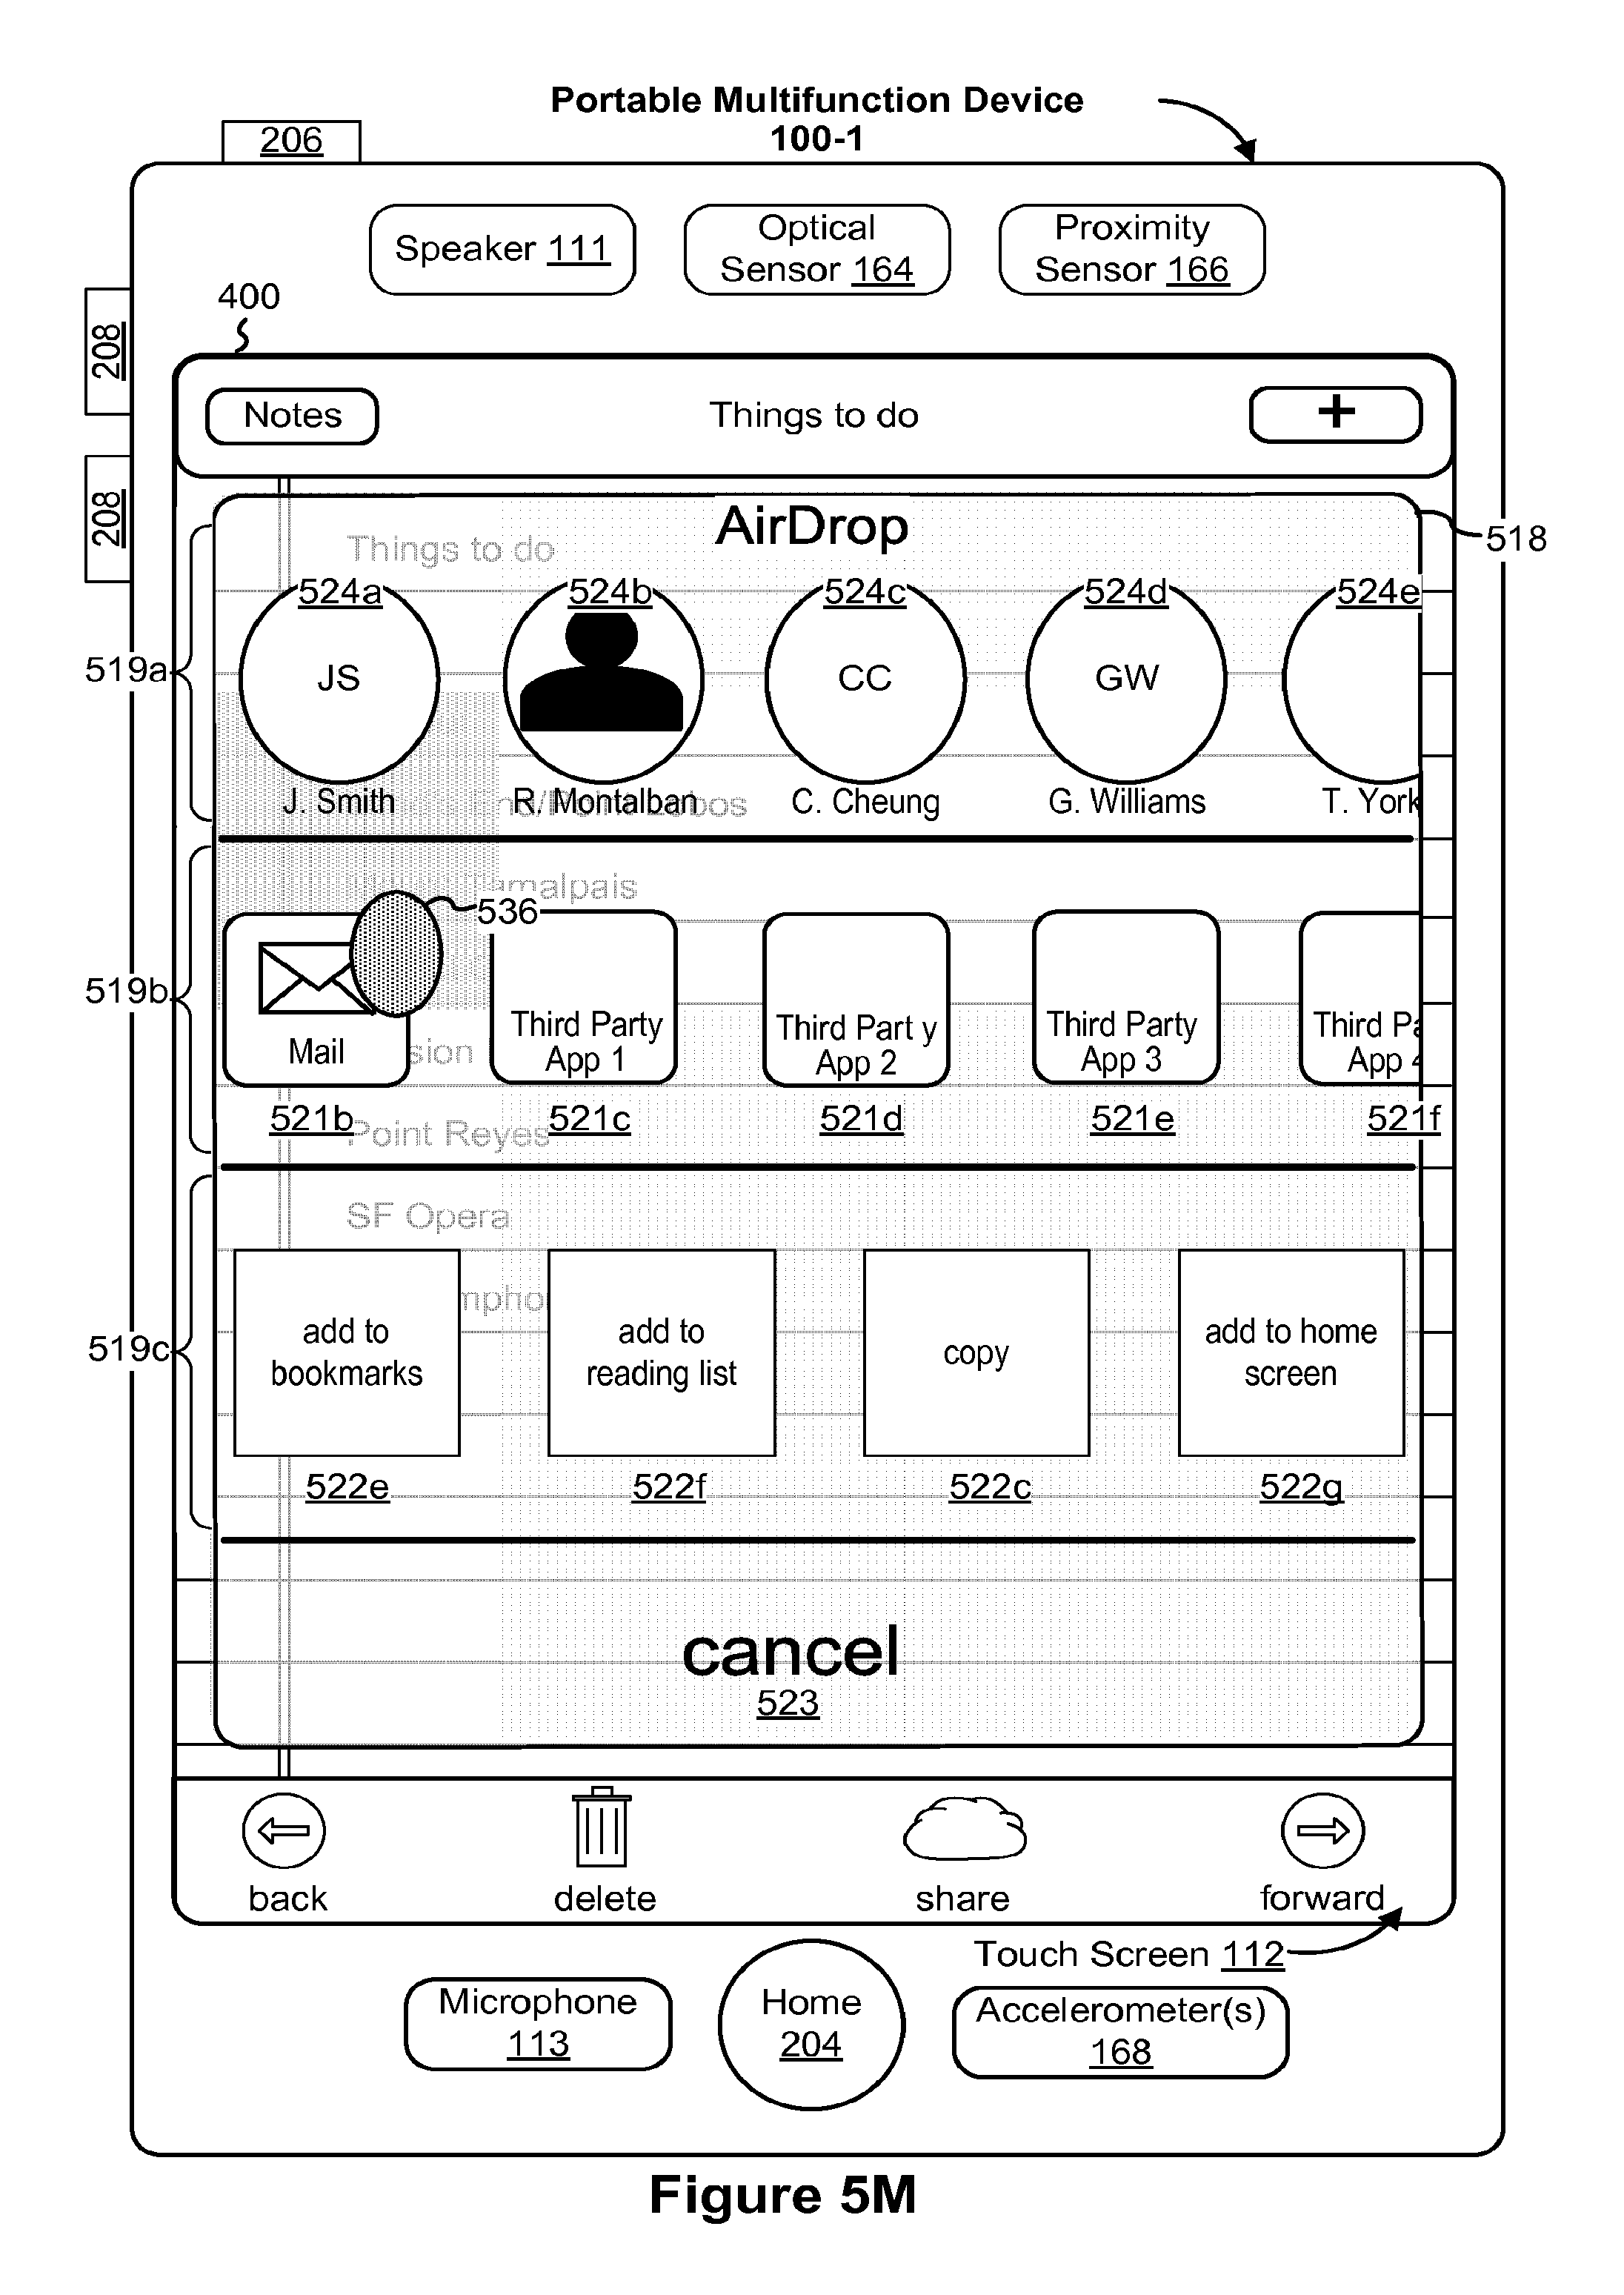 Portable Multifunction Device
100-1
206
Speaker 111
Optical
Sensor 164
Proximity
Sensor 166
400
208
208
Notes
Things to do
+
AirDrop
518
Things to do
524a
524b
524c
524d
524e
519a
JS
CC
GW
J. Smith
R. Montalban
C. Cheung
G. Williams
T. York
/Point Lobos
malpais
536
519b
Mail
Third Party
App 1
Third Part y
App 2
Third Party
App 3
Third Pa
App 4
sion
521b
521c
521d
521e
521f
Point Reyes
SF Opera
mpho
519c
add to
bookmarks
add to
reading list
copy
add to home
screen
522e
522f
522c
522g
cancel
523
back
delete
share
forward
Touch Screen 112
Microphone
113
Home
204
Accelerometer(s)
168
Figure 5M